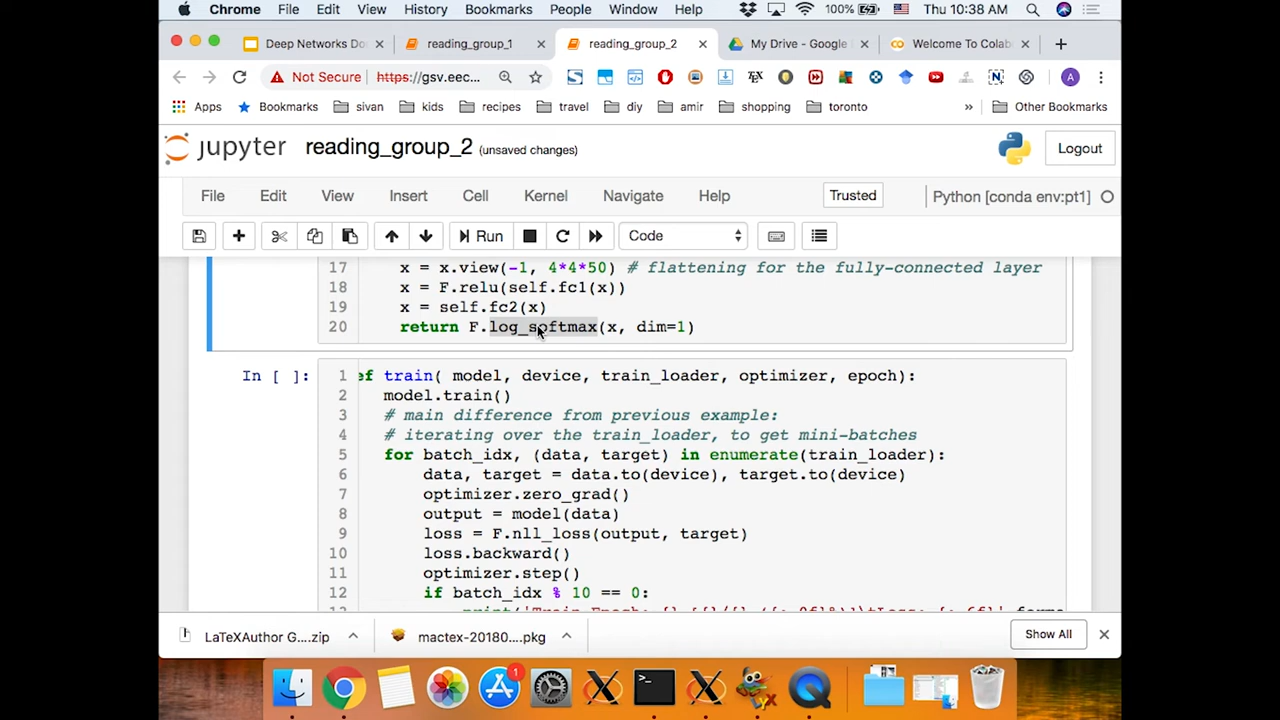 Chrome File Edit View History Bookmarks People Window Help 100% Thu 10:38 AM
Deep Networks Do reading_group_1 reading_group_2 My Drive - Google Welcome To Colab
Not Secure https://gsv.eec... A
Apps Bookmarks sivan kids recipes travel diy amir shopping toronto » Other Bookmarks
jupyter reading_group_2 (unsaved changes) Logout
File Edit View Insert Cell Kernel Navigate Help Trusted Python [conda env:pt1]
Run Code
17 x = x.view(-1, 4*4*50) # flattening for the fully-connected layer
18 x = F.relu(self.fc1(x))
19 x = self.fc2(x)
20 return F.log_softmax(x, dim=1)
In [ ]: 1 ef train( model, device, train_loader, optimizer, epoch):
2 model.train()
3 # main difference from previous example:
4 # iterating over the train_loader, to get mini-batches
5 for batch_idx, (data, target) in enumerate(train_loader):
6 data, target = data.to(device), target.to(device)
7 optimizer.zero_grad()
8 output = model(data)
9 loss = F.nll_loss(output, target)
10 loss.backward()
11 optimizer.step()
12 if batch_idx % 10 == 0:
LaTeXAuthor G....zip mactex-20180....pkg Show All
1